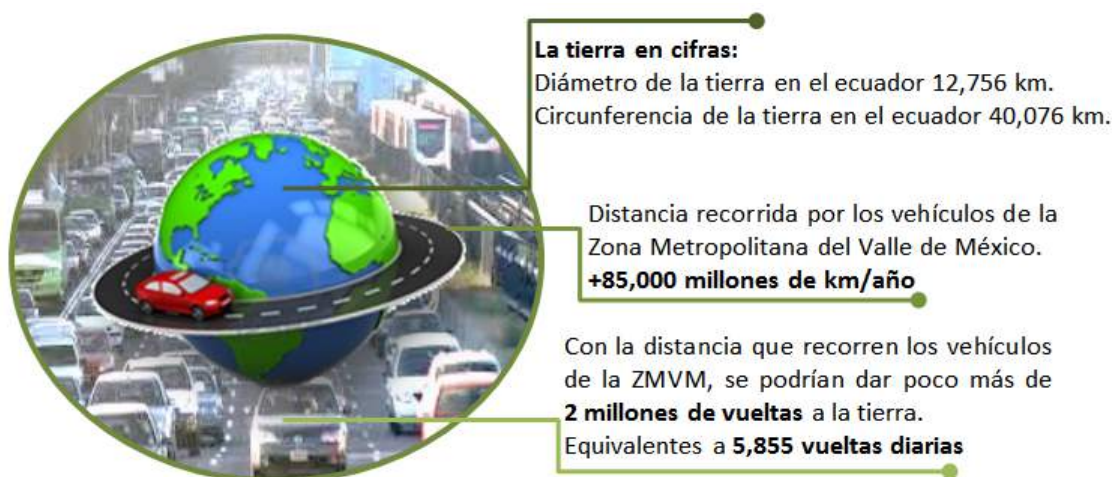 La tierra en cifras:
Diámetro de la tierra en el ecuador 12,756 km.
Circunferencia de la tierra en el ecuador 40,076 km.
Distancia recorrida por los vehículos de la
Zona Metropolitana del Valle de México.
+85,000 millones de km/año
Con la distancia que recorren los vehículos
de la ZMVM, se podrían dar poco más de
2 millones de vueltas a la tierra.
Equivalentes a 5,855 vueltas diarias